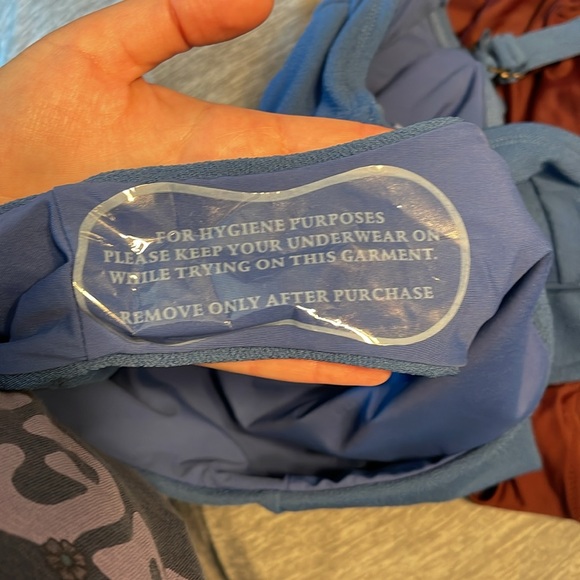 FOR HYGIENE PURPOSES
PLEASE KEEP YOUR UNDERWEAR ON
WHILE TRYING ON THIS GARMENT.
REMOVE ONLY AFTER PURCHASE